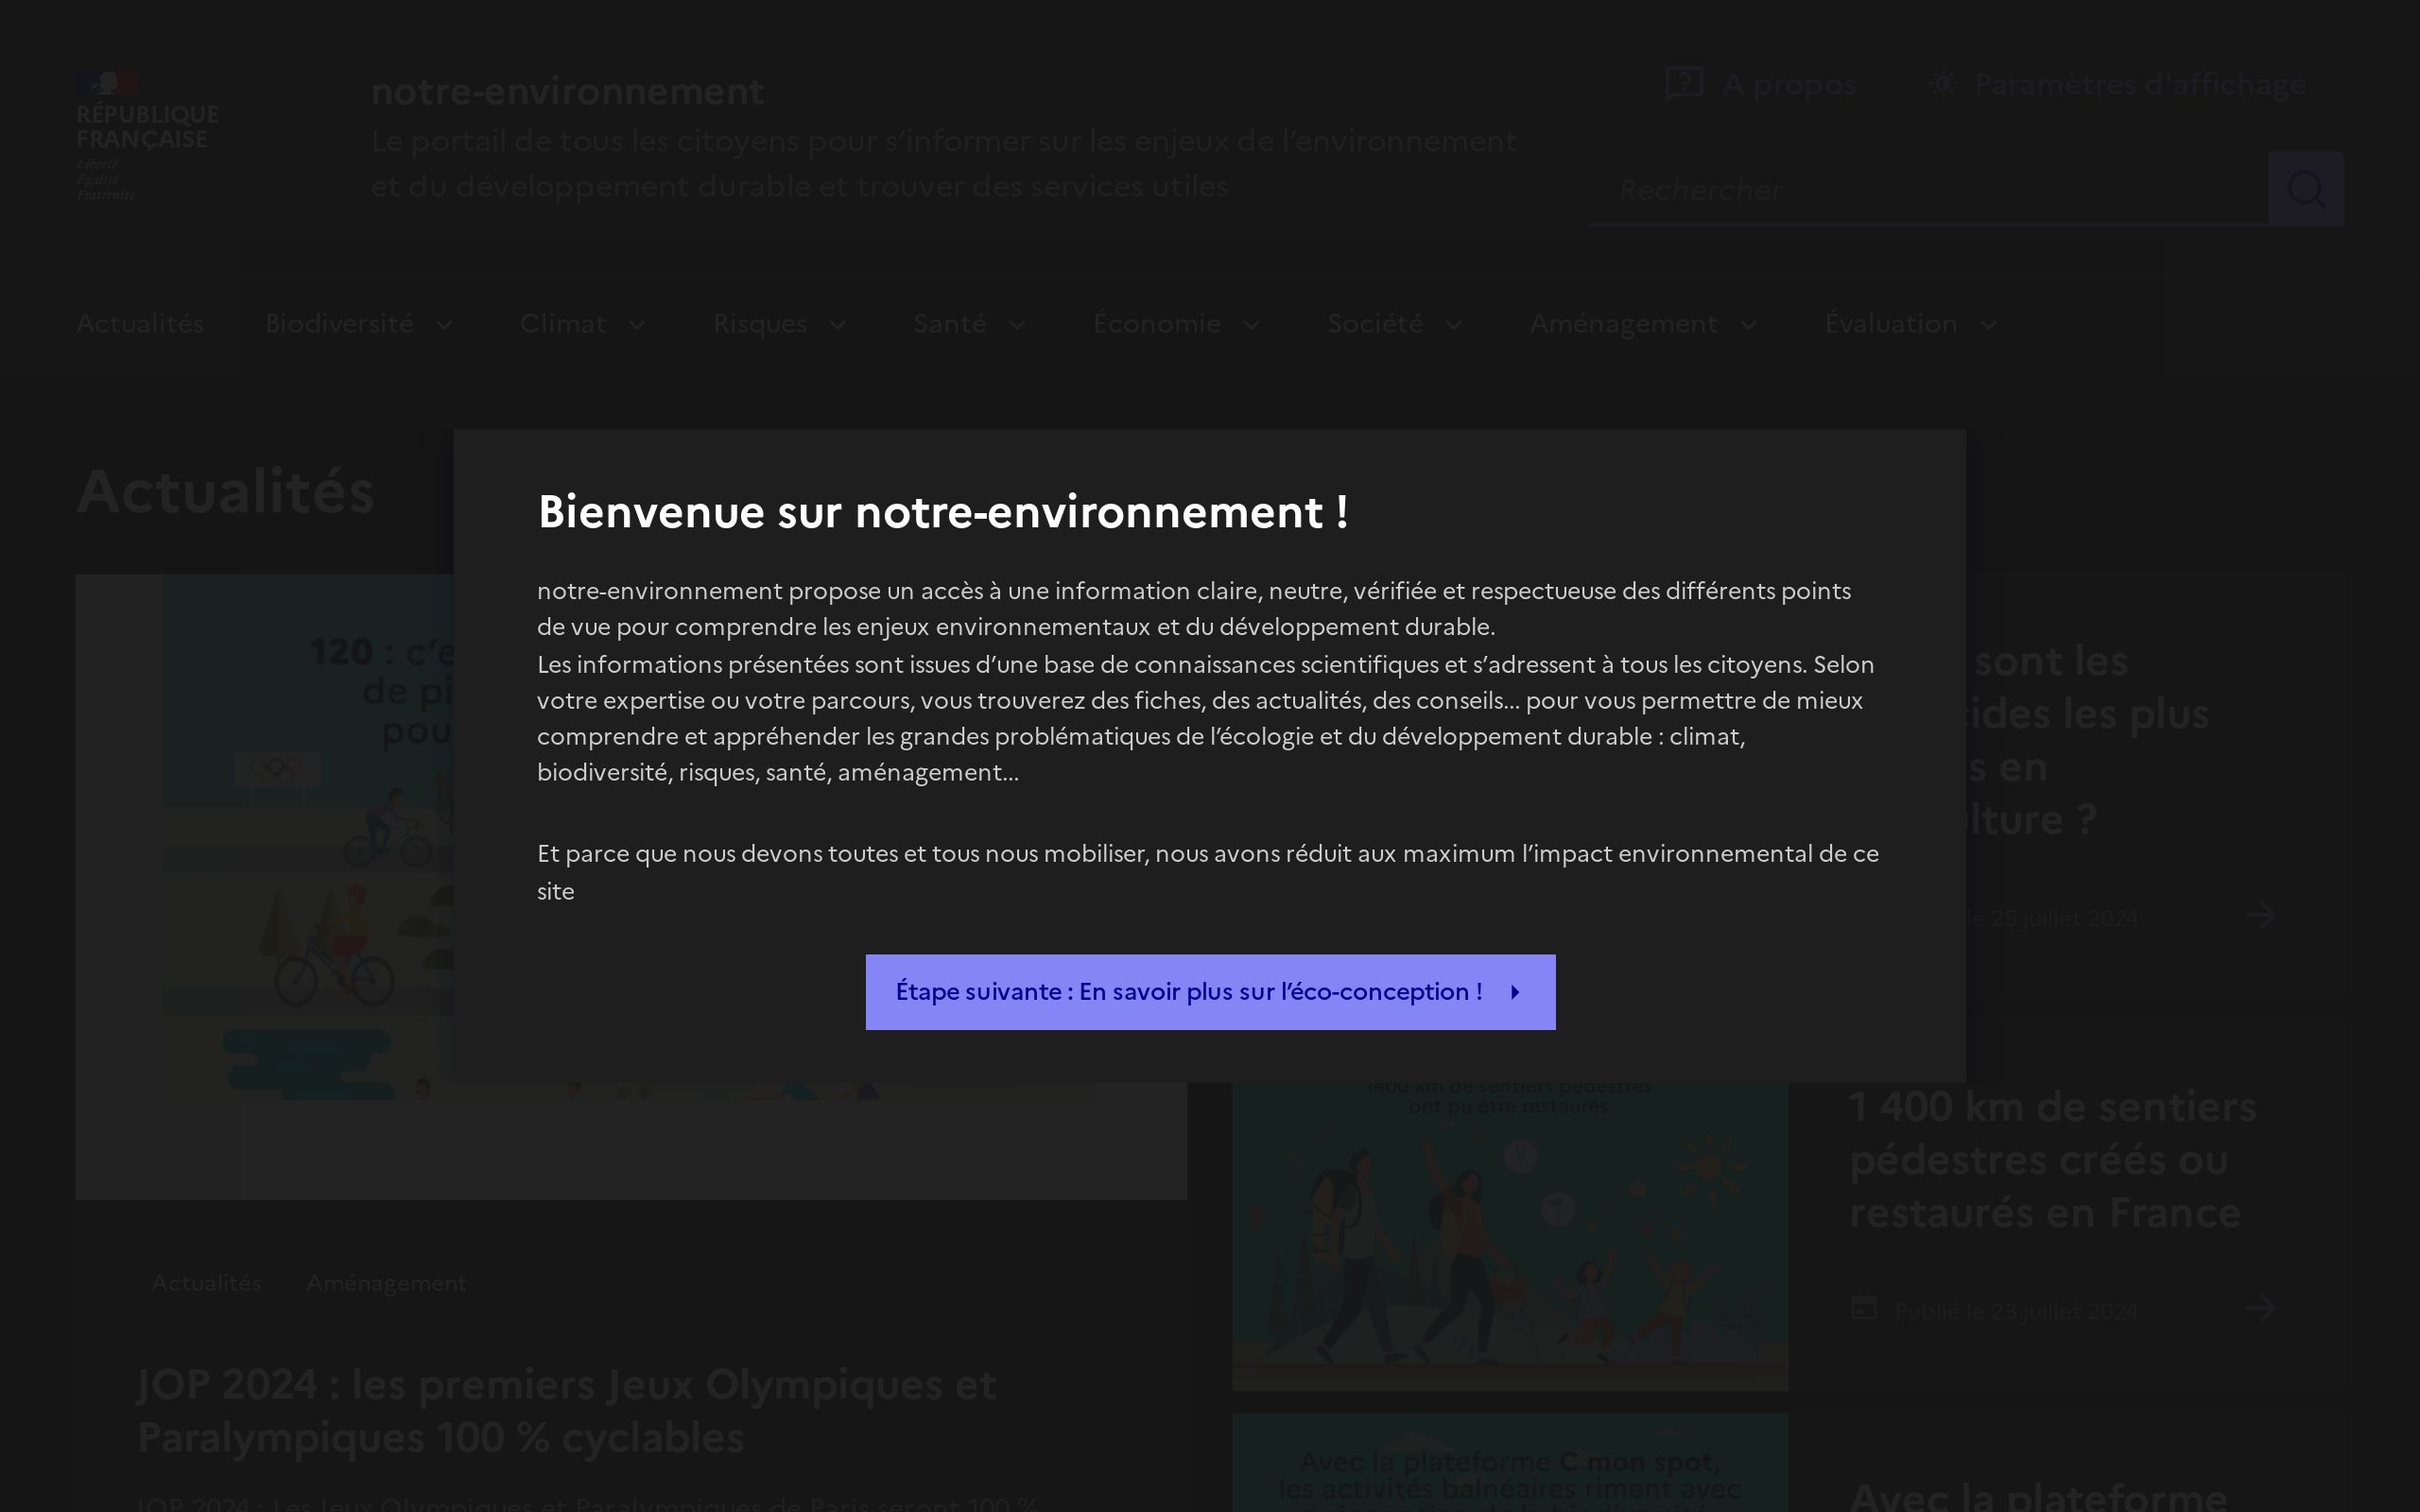 RÉPUBLIQUE
FRANÇAISE
Liberté
Égalité
Fraternité
notre-environnement
Le portail de tous les citoyens pour s’informer sur les enjeux de l’environnement
et du développement durable et trouver des services utiles
A propos
Paramètres d'affichage
Rechercher
Actualités Biodiversité Climat Risques Santé Économie Société Aménagement Évaluation
Actualités
Bienvenue sur notre-environnement !
notre-environnement propose un accès à une information claire, neutre, vérifiée et respectueuse des différents points
de vue pour comprendre les enjeux environnementaux et du développement durable.
Les informations présentées sont issues d’une base de connaissances scientifiques et s’adressent à tous les citoyens. Selon
votre expertise ou votre parcours, vous trouverez des fiches, des actualités, des conseils... pour vous permettre de mieux
comprendre et appréhender les grandes problématiques de l’écologie et du développement durable : climat,
biodiversité, risques, santé, aménagement...
Et parce que nous devons toutes et tous nous mobiliser, nous avons réduit aux maximum l’impact environnemental de ce
site
Étape suivante : En savoir plus sur l’éco-conception !
120 : c’e
de pi
pou
sont les
cides les plus
s en
lture ?
le 25 juillet 2024
1400 km de sentiers pédestres
ont pu être restaurés
1 400 km de sentiers
pédestres créés ou
restaurés en France
Publié le 23 juillet 2024
Actualités Aménagement
JOP 2024 : les premiers Jeux Olympiques et
Paralympiques 100 % cyclables
JOP 2024 : Les Jeux Olympiques et Paralympiques de Paris seront 100 %
Avec la plateforme C mon spot,
les activités balnéaires riment avec
Avec la plateforme